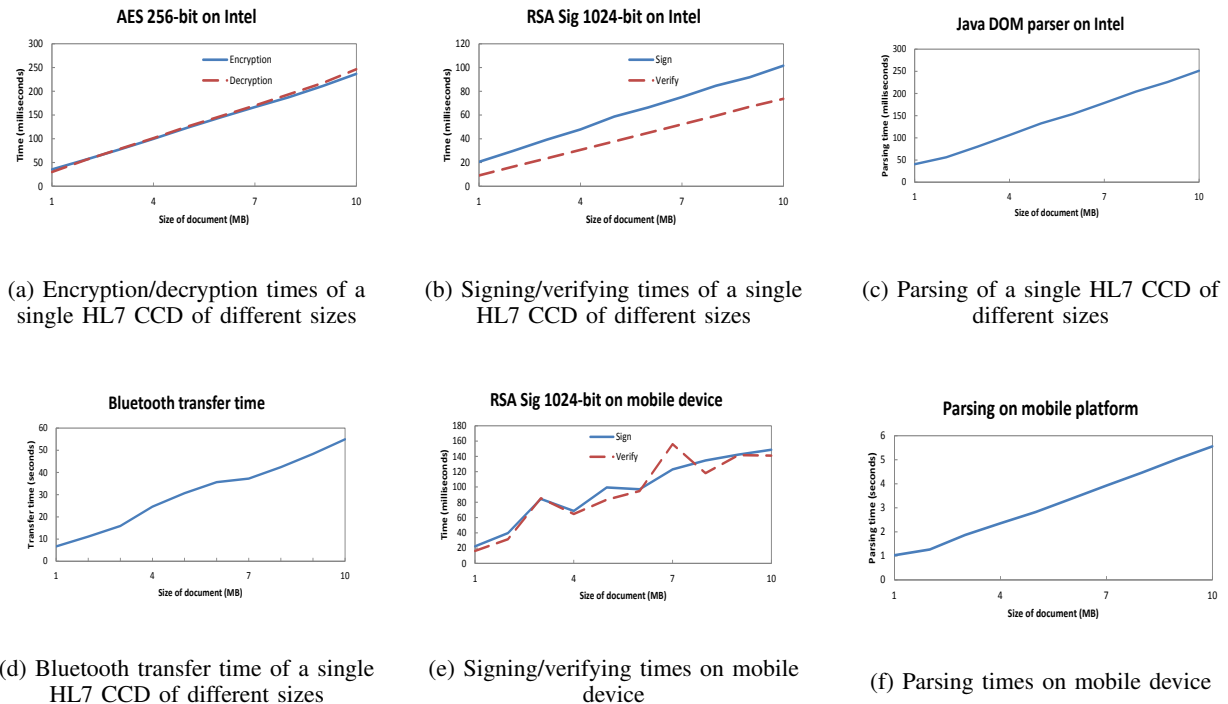 AES 256-bit on Intel
300
250
200
150
100
50
0
Time (milliseconds)
Encryption
Decryption
1
4
7
10
Size of document (MB)
(a) Encryption/decryption times of a
single HL7 CCD of different sizes
RSA Sig 1024-bit on Intel
120
100
80
60
40
20
0
Time (milliseconds)
Sign
Verify
1
4
7
10
Size of document (MB)
(b) Signing/verifying times of a single
HL7 CCD of different sizes
Java DOM parser on Intel
300
250
200
150
100
50
0
Parsing time (milliseconds)
1
4
7
10
Size of document (MB)
(c) Parsing of a single HL7 CCD of
different sizes
Bluetooth transfer time
60
50
40
30
20
10
0
Transfer time (seconds)
1
4
7
10
Size of document (MB)
(d) Bluetooth transfer time of a single
HL7 CCD of different sizes
RSA Sig 1024-bit on mobile device
180
160
140
120
100
80
60
40
20
0
Time (milliseconds)
Sign
Verify
1
4
7
10
Size of document (MB)
(e) Signing/verifying times on mobile
device
Parsing on mobile platform
6
5
4
3
2
1
0
Parsing time (seconds)
1
4
7
10
Size of document (MB)
(f) Parsing times on mobile device